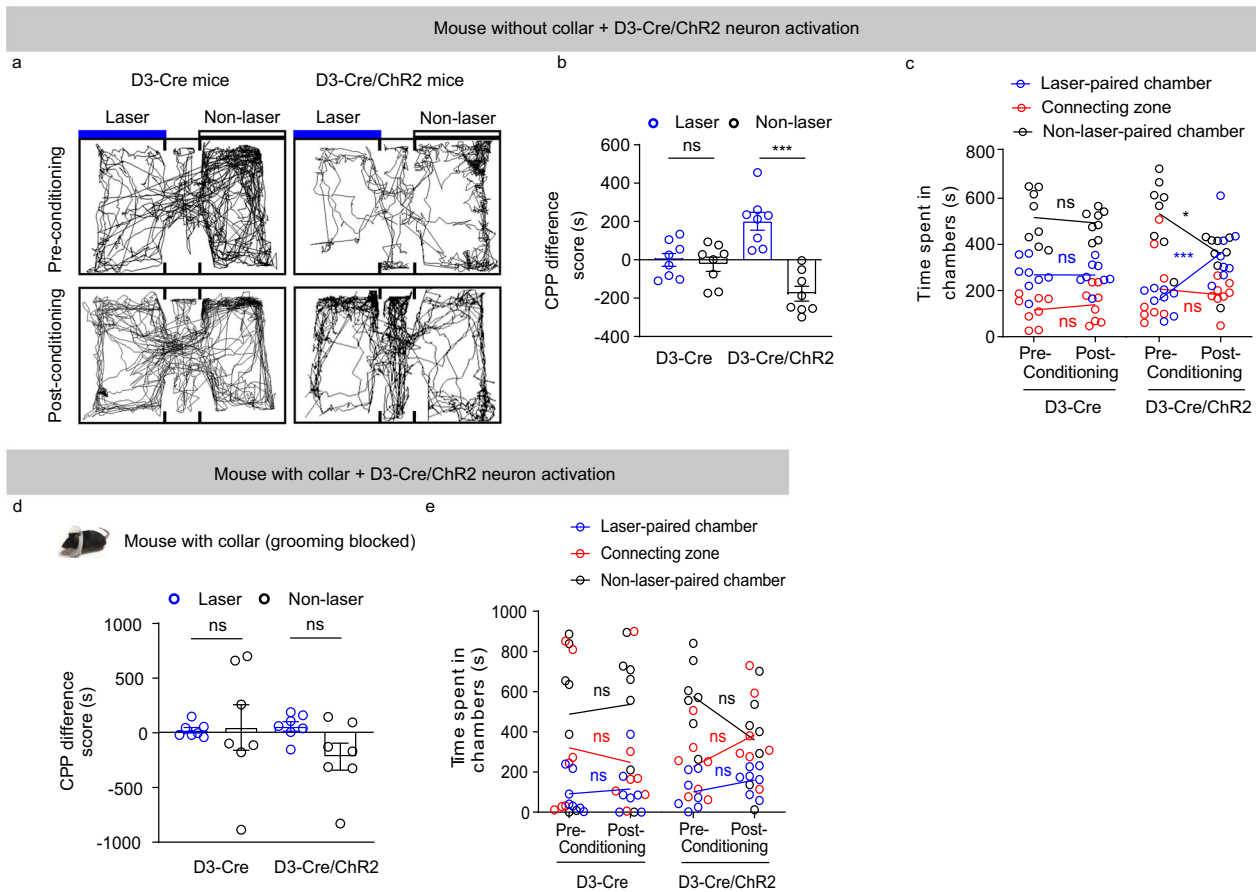 Mouse without collar + D3-Cre/ChR2 neuron activation
a
D3-Cre mice
D3-Cre/ChR2 mice
Laser
Non-laser
Laser
Non-laser
Pre-conditioning
Post-conditioning
b
Laser
Non-laser
ns
***
CPP difference
score (s)
600
400
200
0
-200
-400
D3-Cre
D3-Cre/ChR2
c
Laser-paired chamber
Connecting zone
Non-laser-paired chamber
Time spent in
chambers (s)
800
600
400
200
0
ns
ns
ns
*
***
ns
Pre-
Post-
Conditioning
D3-Cre
Pre-
Post-
Conditioning
D3-Cre/ChR2
Mouse with collar + D3-Cre/ChR2 neuron activation
d
Mouse with collar (grooming blocked)
Laser
Non-laser
ns
ns
CPP difference
score (s)
1000
500
0
-500
-1000
D3-Cre
D3-Cre/ChR2
e
Laser-paired chamber
Connecting zone
Non-laser-paired chamber
Time spent in
chambers (s)
1000
800
600
400
200
0
ns
ns
ns
ns
ns
ns
Pre-
Post-
Conditioning
D3-Cre
Pre-
Post-
Conditioning
D3-Cre/ChR2